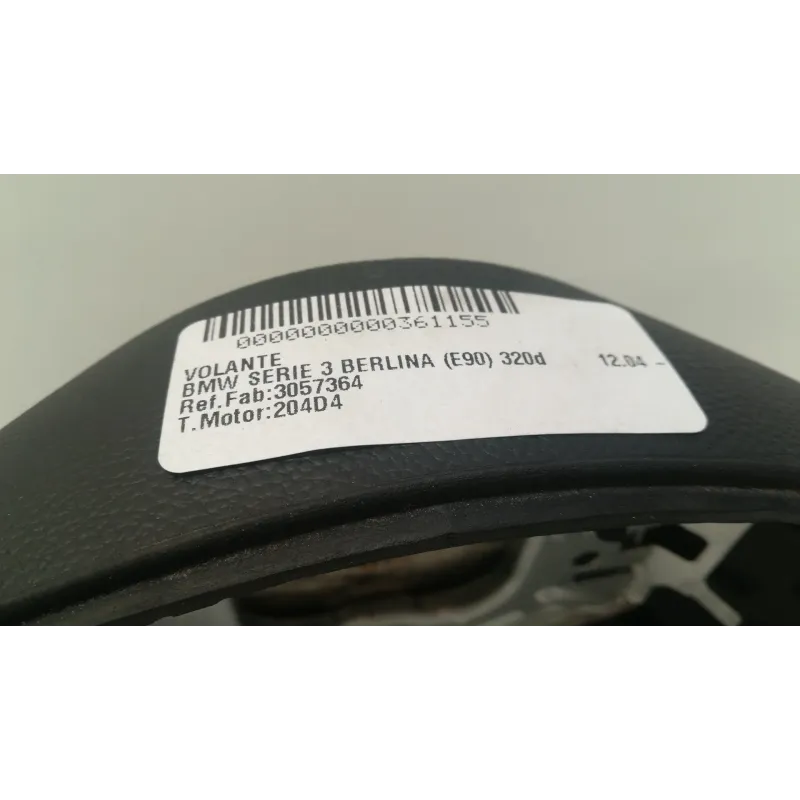 0000000000361155
VOLANTE
BMW SERIE 3 BERLINA (E90) 320d 12.04 -
Ref.Fab:3057364
T.Motor:204D4